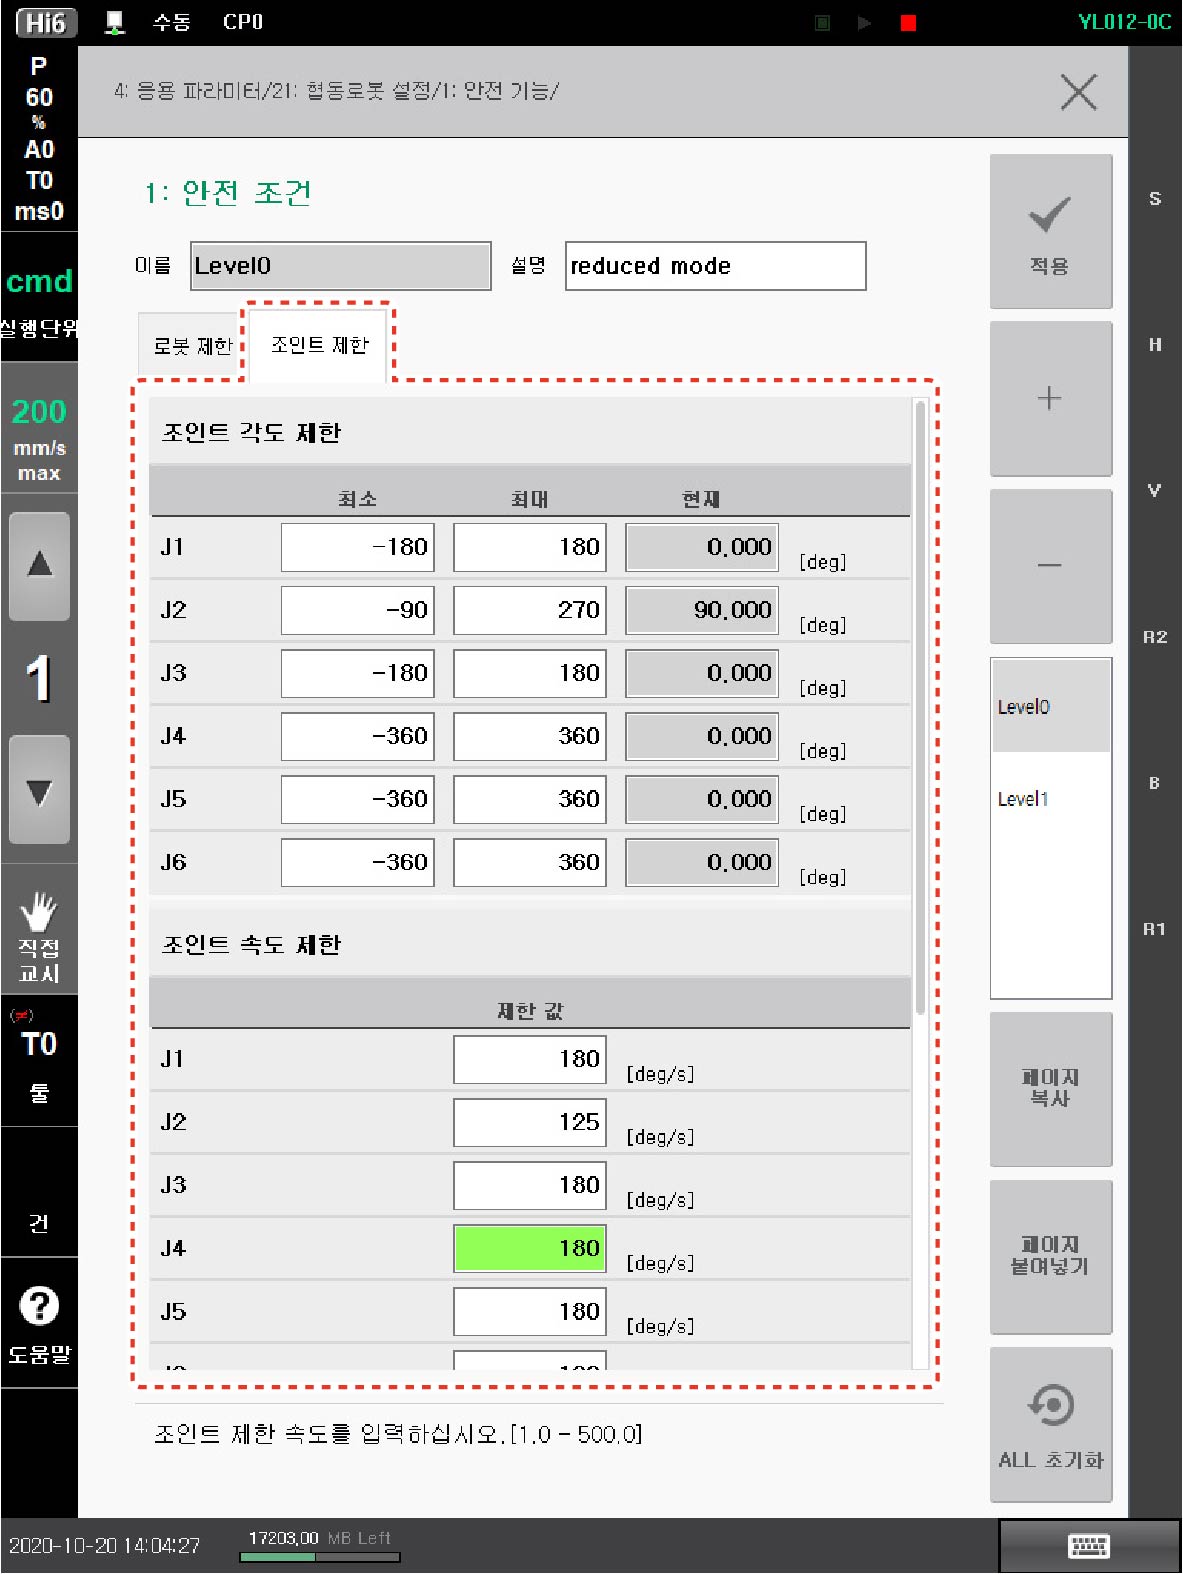 Hi6 수동 CP0 YL012-0C
P
60
%
A0
T0
ms0
cmd
실행단위
200
mm/s
max
1
직접
교시
(≠)
T0
툴
건
?
도움말
4: 응용 파라미터/21: 협동로봇 설정/1: 안전 기능/
1: 안전 조건
이름 Level0 설명 reduced mode
로봇 제한 조인트 제한
조인트 각도 제한
최소 최대 현재
J1 -180 180 0.000 [deg]
J2 -90 270 90.000 [deg]
J3 -180 180 0.000 [deg]
J4 -360 360 0.000 [deg]
J5 -360 360 0.000 [deg]
J6 -360 360 0.000 [deg]
조인트 속도 제한
제한 값
J1 180 [deg/s]
J2 125 [deg/s]
J3 180 [deg/s]
J4 180 [deg/s]
J5 180 [deg/s]
조인트 제한 속도를 입력하십시오.[1.0 - 500.0]
적용
+
-
Level0
Level1
페이지
복사
페이지
붙여넣기
ALL 초기화
S
H
V
R2
B
R1
2020-10-20 14:04:27 17203.00 MB Left